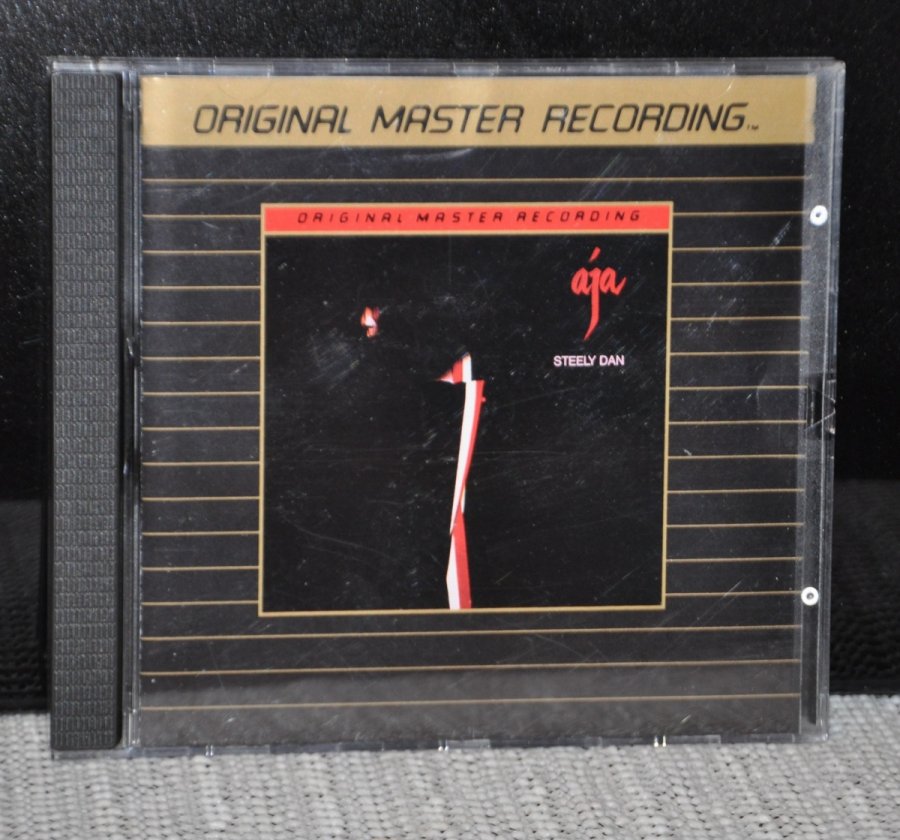 ORIGINAL MASTER RECORDING™
ORIGINAL MASTER RECORDING
aja
STEELY DAN